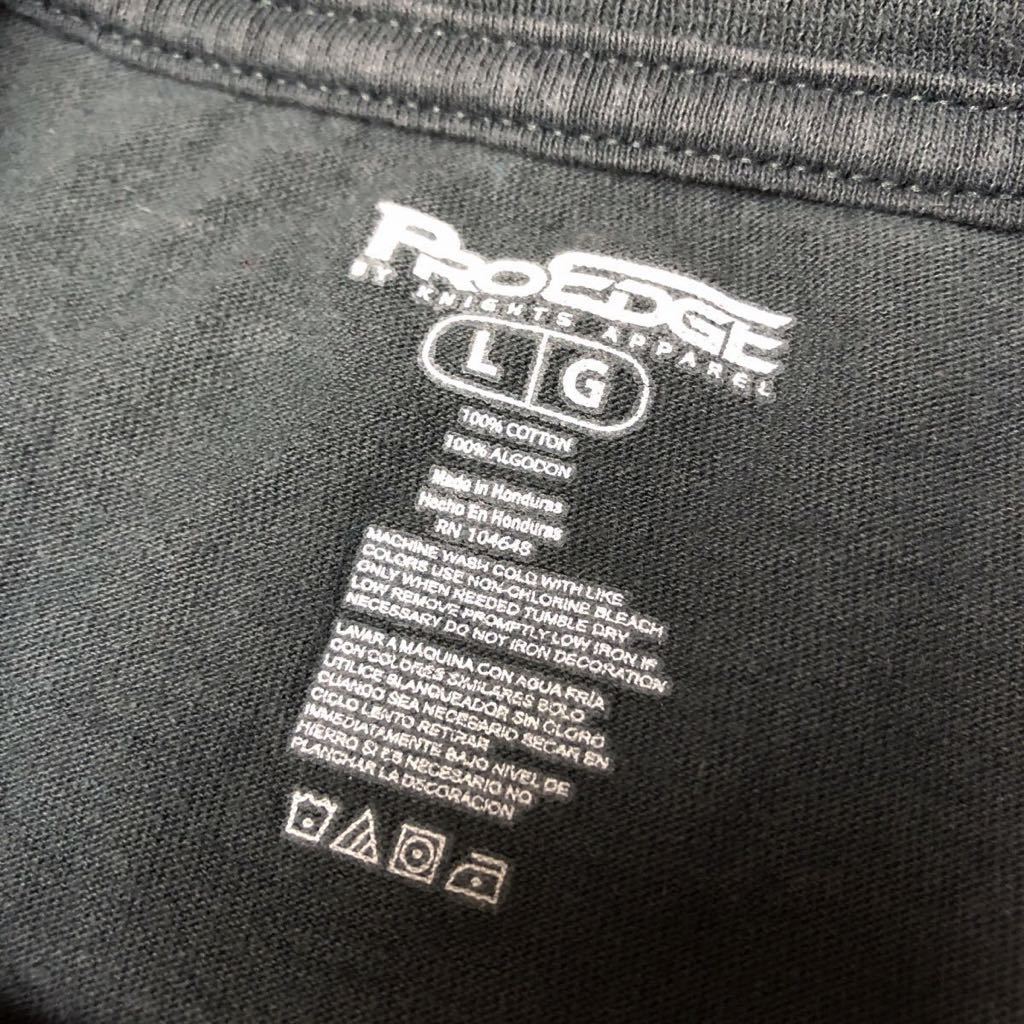 PROEDGE
BY KNIGHTS APPAREL
L G
100% COTTON
100% ALGODON
Made in Honduras
Hecho En Honduras
RN 104648
MACHINE WASH COLD WITH LIKE
COLORS USE NON-CHLORINE BLEACH
ONLY WHEN NEEDED TUMBLE DRY
LOW REMOVE PROMPTLY LOW IRON IF
NECESSARY DO NOT IRON DECORATION
LAVAR A MAQUINA CON AGUA FRÍA
CON COLORES SIMILARES SOLO
UTILICE BLANQUEADOR SIN CLORO
CUANDO SEA NECESARIO SECAR EN
CICLO LENTO RETIRAR
IMMEDIATAMENTE BAJO NIVEL DE
HIERRO SI ES NECESARIO NO
PLANCHAR LA DECORACION